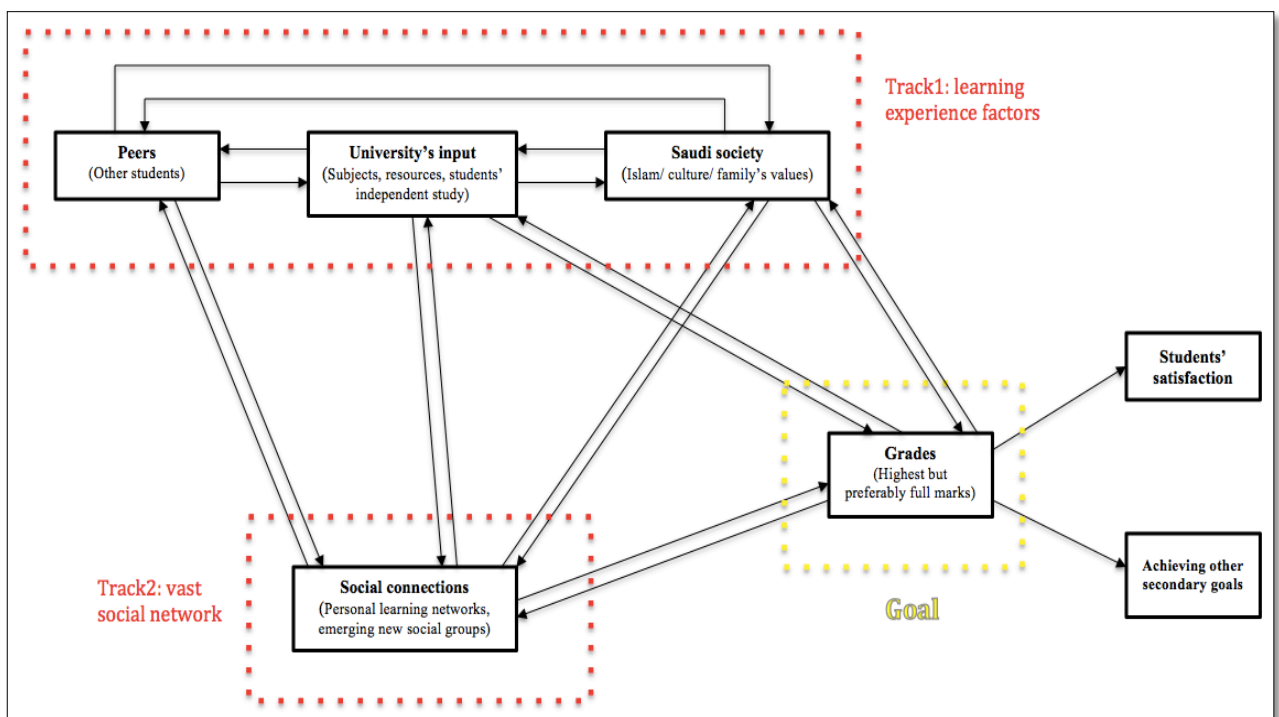 Track1: learning
experience factors
Peers
(Other students)
University’s input
(Subjects, resources, students’
independent study)
Saudi society
(Islam/ culture/ family’s values)
Students’
satisfaction
Grades
(Highest but
preferably full marks)
Achieving other
secondary goals
Goal
Track2: vast
social network
Social connections
(Personal learning networks,
emerging new social groups)